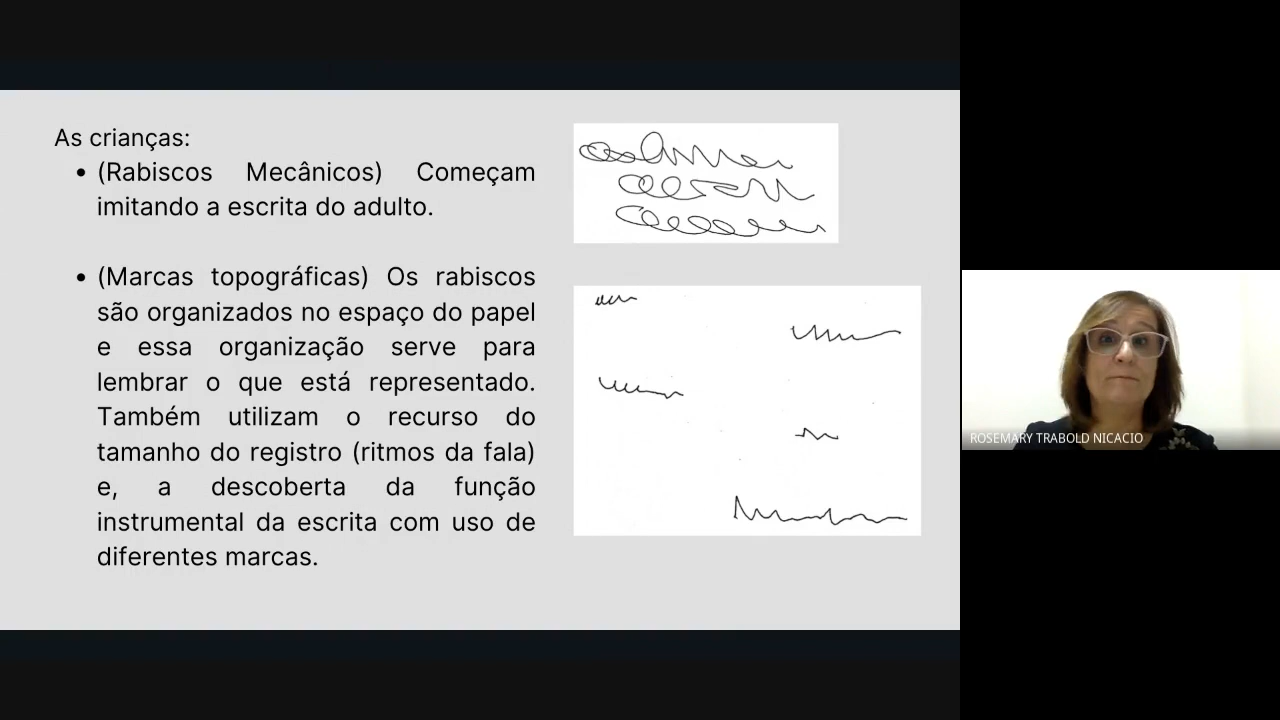 As crianças:
• (Rabiscos Mecânicos) Começam
imitando a escrita do adulto.
• (Marcas topográficas) Os rabiscos
são organizados no espaço do papel
e essa organização serve para
lembrar o que está representado.
Também utilizam o recurso do
tamanho do registro (ritmos da fala)
e, a descoberta da função
instrumental da escrita com uso de
diferentes marcas.
ROSEMARY TRABOLD NICACIO